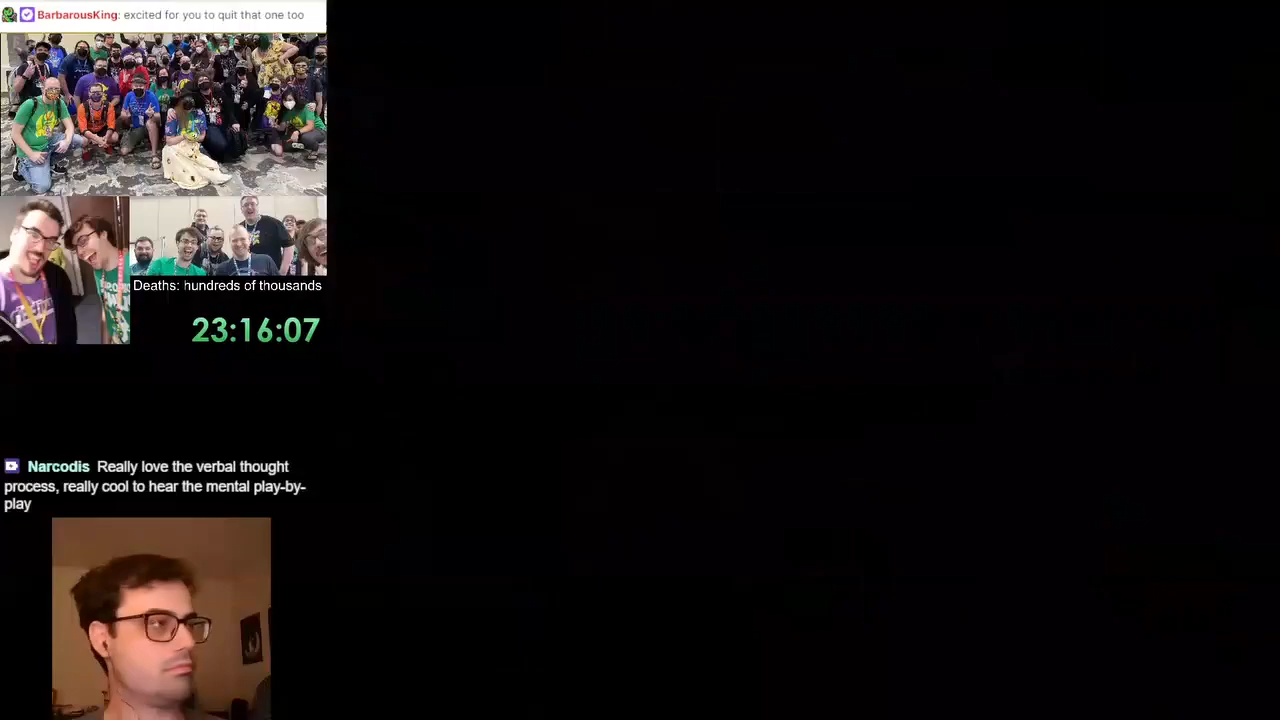 BarbarousKing: excited for you to quit that one too
Deaths: hundreds of thousands
23:16:07
Narcodis Really love the verbal thought
process, really cool to hear the mental play-by-
play